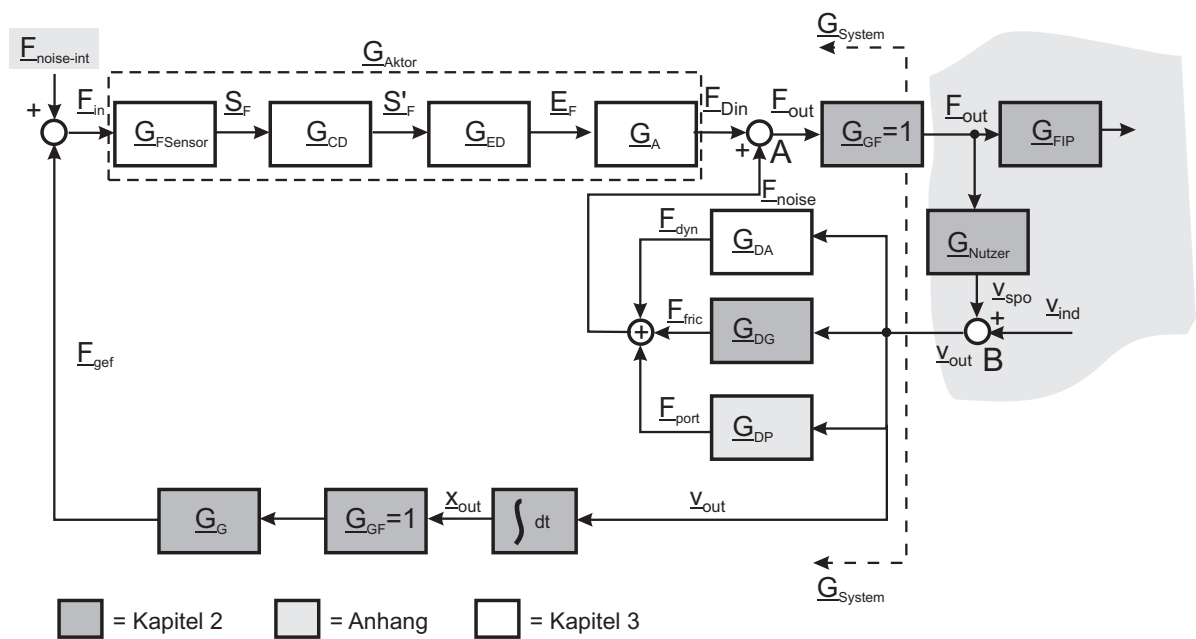 G_System
F_noise-int
G_Aktor
+
F_in
S_F
S'_F
E_F
F_Din
F_out
F_out
G_FSensor
G_CD
G_ED
G_A
+
A
G_GF=1
G_FIP
F_noise
F_dyn
G_DA
G_Nutzer
v_spo
+
v_ind
F_fric
+
G_DG
v_out
B
F_gef
F_port
G_DP
x_out
v_out
G_G
G_GF=1
∫ dt
G_System
= Kapitel 2
= Anhang
= Kapitel 3